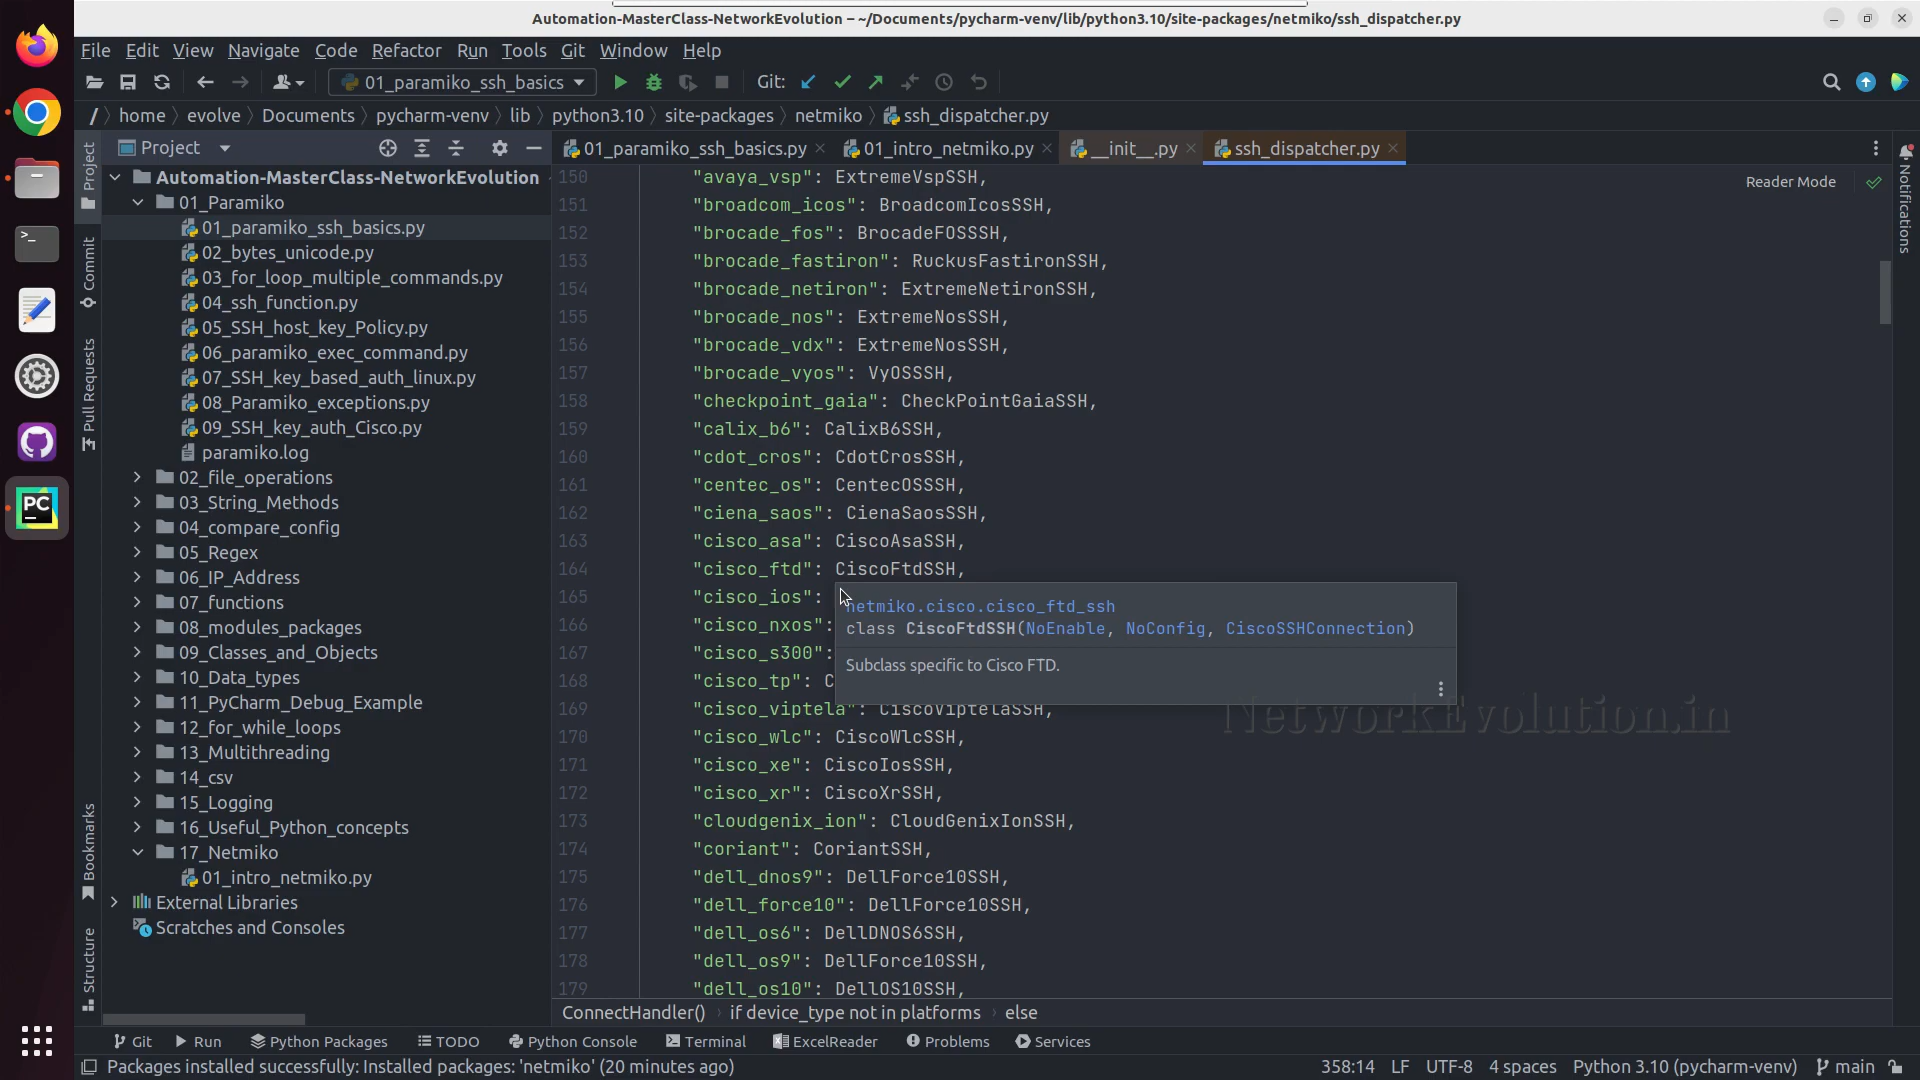 Automation-MasterClass-NetworkEvolution – ~/Documents/pycharm-venv/lib/python3.10/site-packages/netmiko/ssh_dispatcher.py
File Edit View Navigate Code Refactor Run Tools Git Window Help
01_paramiko_ssh_basics Git:
/ home evolve Documents pycharm-venv lib python3.10 site-packages netmiko ssh_dispatcher.py
Project
01_paramiko_ssh_basics.py 01_intro_netmiko.py __init__.py ssh_dispatcher.py
Reader Mode
Project
Commit
Pull Requests
Bookmarks
Structure
Notifications
Automation-MasterClass-NetworkEvolution
01_Paramiko
01_paramiko_ssh_basics.py
02_bytes_unicode.py
03_for_loop_multiple_commands.py
04_ssh_function.py
05_SSH_host_key_Policy.py
06_paramiko_exec_command.py
07_SSH_key_based_auth_linux.py
08_Paramiko_exceptions.py
09_SSH_key_auth_Cisco.py
paramiko.log
02_file_operations
03_String_Methods
04_compare_config
05_Regex
06_IP_Address
07_functions
08_modules_packages
09_Classes_and_Objects
10_Data_types
11_PyCharm_Debug_Example
12_for_while_loops
13_Multithreading
14_csv
15_Logging
16_Useful_Python_concepts
17_Netmiko
01_intro_netmiko.py
External Libraries
Scratches and Consoles
150 "avaya_vsp": ExtremeVspSSH,
151 "broadcom_icos": BroadcomIcosSSH,
152 "brocade_fos": BrocadeFOSSSH,
153 "brocade_fastiron": RuckusFastironSSH,
154 "brocade_netiron": ExtremeNetironSSH,
155 "brocade_nos": ExtremeNosSSH,
156 "brocade_vdx": ExtremeNosSSH,
157 "brocade_vyos": VyOSSSH,
158 "checkpoint_gaia": CheckPointGaiaSSH,
159 "calix_b6": CalixB6SSH,
160 "cdot_cros": CdotCrosSSH,
161 "centec_os": CentecOSSSH,
162 "ciena_saos": CienaSaosSSH,
163 "cisco_asa": CiscoAsaSSH,
164 "cisco_ftd": CiscoFtdSSH,
165 "cisco_ios":
166 "cisco_nxos":
167 "cisco_s300":
168 "cisco_tp": C
169 "cisco_viptela": CiscoViptelaSSH,
170 "cisco_wlc": CiscoWlcSSH,
171 "cisco_xe": CiscoIosSSH,
172 "cisco_xr": CiscoXrSSH,
173 "cloudgenix_ion": CloudGenixIonSSH,
174 "coriant": CoriantSSH,
175 "dell_dnos9": DellForce10SSH,
176 "dell_force10": DellForce10SSH,
177 "dell_os6": DellDNOS6SSH,
178 "dell_os9": DellForce10SSH,
179 "dell_os10": DellOS10SSH,
netmiko.cisco.cisco_ftd_ssh
class CiscoFtdSSH(NoEnable, NoConfig, CiscoSSHConnection)
Subclass specific to Cisco FTD.
NetworkEvolution.in
ConnectHandler() if device_type not in platforms else
Git Run Python Packages TODO Python Console Terminal ExcelReader Problems Services
Packages installed successfully: Installed packages: 'netmiko' (20 minutes ago) 358:14 LF UTF-8 4 spaces Python 3.10 (pycharm-venv) main